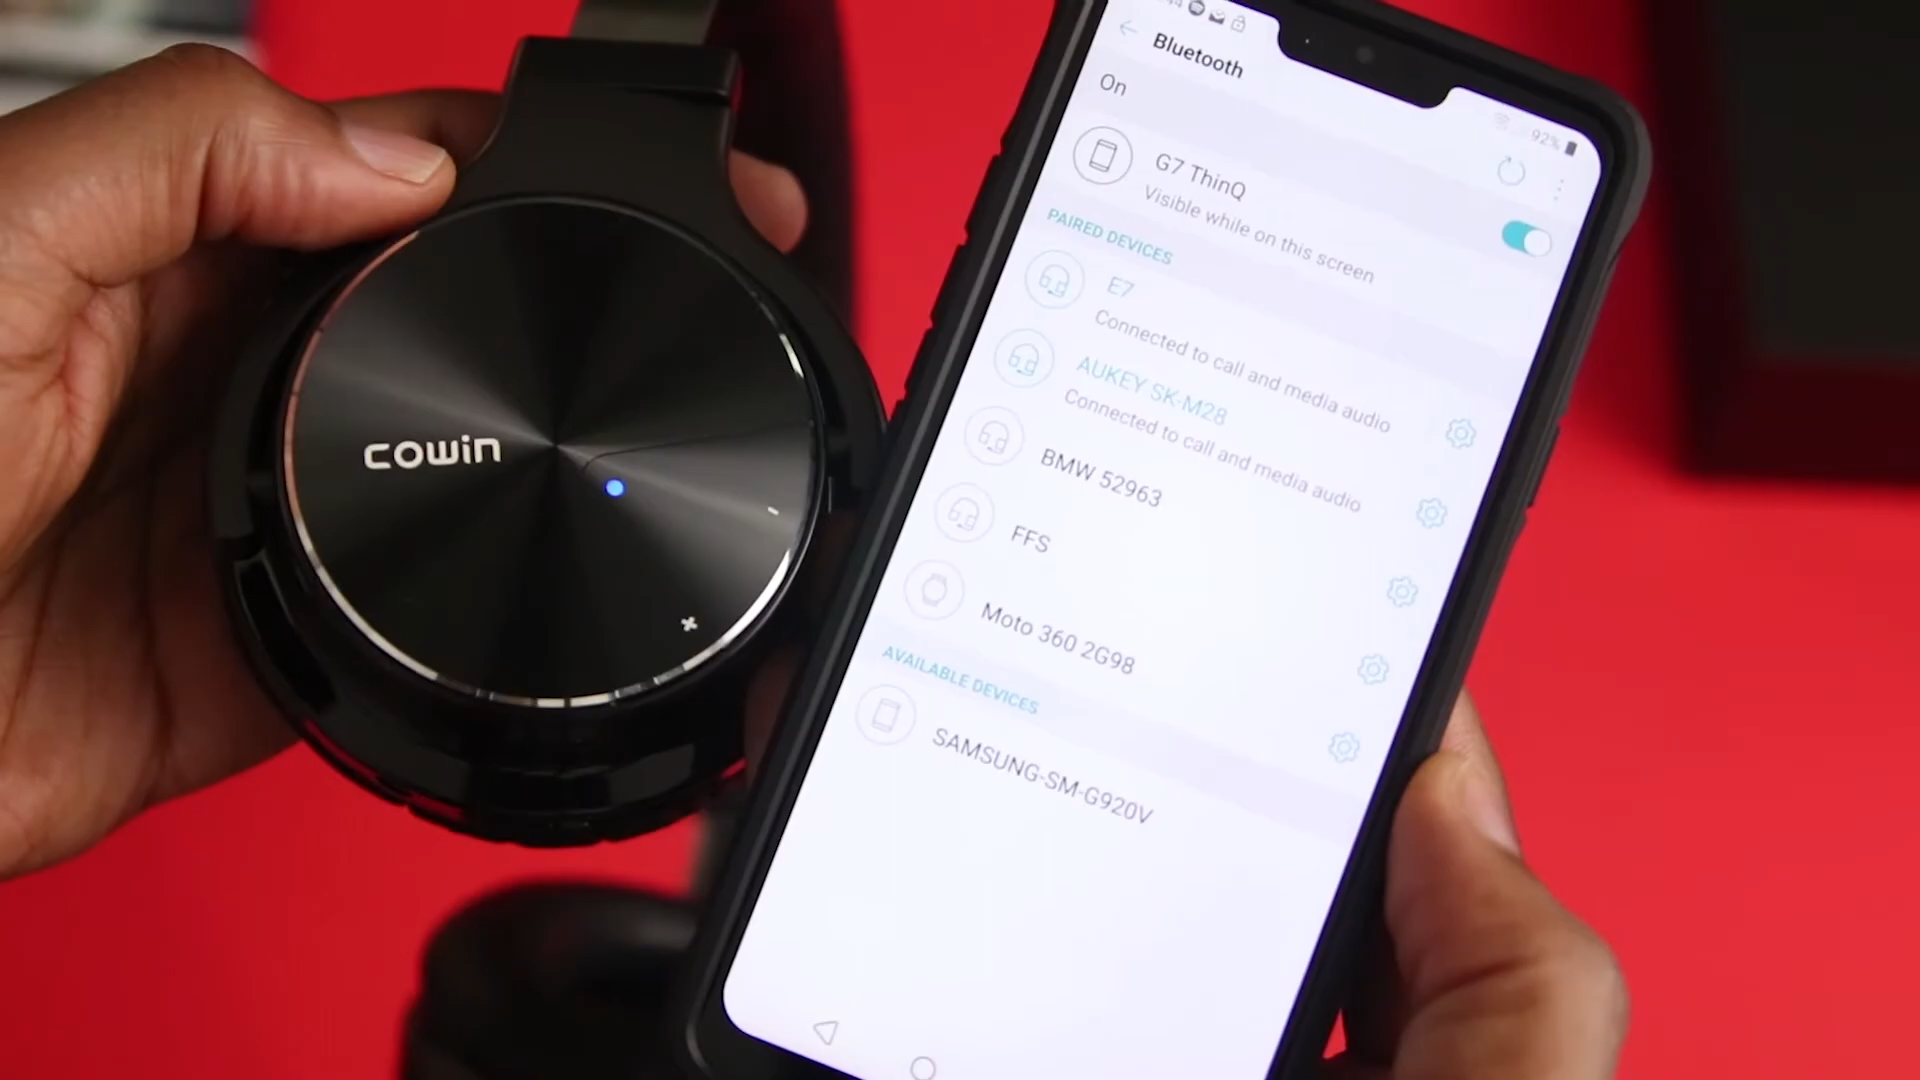 Bluetooth
92%
On
G7 ThinQ
Visible while on this screen
PAIRED DEVICES
E7
Connected to call and media audio
AUKEY SK-M28
Connected to call and media audio
BMW 52963
FFS
Moto 360 2G98
AVAILABLE DEVICES
SAMSUNG-SM-G920V
cowin
-
+